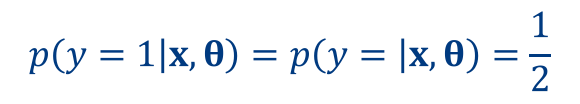 p(y = 1|𝐱, 𝛉) = p(y = |𝐱, 𝛉) = 1/2